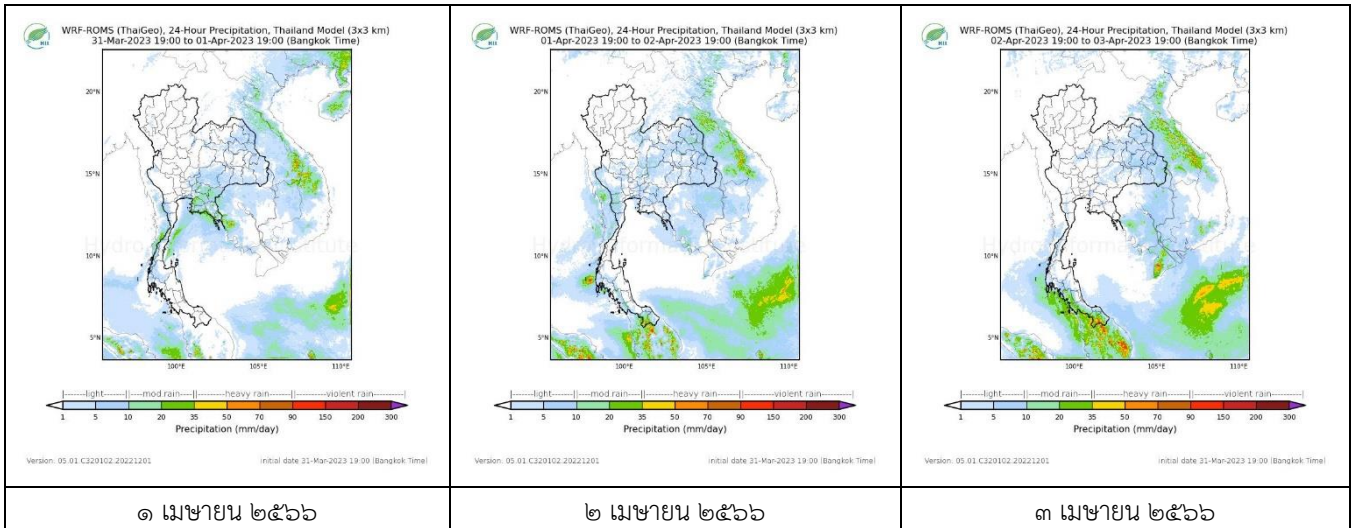 WRF-ROMS (ThaiGeo), 24-Hour Precipitation, Thailand Model (3x3 km)
31-Mar-2023 19:00 to 01-Apr-2023 19:00 (Bangkok Time)
20°N
15°N
10°N
5°N
100°E 105°E 110°E
|------light------||---mod rain---||--------heavy rain--------||--------violent rain--------|
1 5 10 20 35 50 70 90 150 200 300
Precipitation (mm/day)
Version: 05.01.C320102.20221201 initial date 31-Mar-2023 19:00 (Bangkok Time)
๑ เมษายน ๒๕๖๖
WRF-ROMS (ThaiGeo), 24-Hour Precipitation, Thailand Model (3x3 km)
01-Apr-2023 19:00 to 02-Apr-2023 19:00 (Bangkok Time)
20°N
15°N
10°N
5°N
100°E 105°E 110°E
|------light------||---mod rain---||--------heavy rain--------||--------violent rain--------|
1 5 10 20 35 50 70 90 150 200 300
Precipitation (mm/day)
Version: 05.01.C320102.20221201 initial date 31-Mar-2023 19:00 (Bangkok Time)
๒ เมษายน ๒๕๖๖
WRF-ROMS (ThaiGeo), 24-Hour Precipitation, Thailand Model (3x3 km)
02-Apr-2023 19:00 to 03-Apr-2023 19:00 (Bangkok Time)
20°N
15°N
10°N
5°N
100°E 105°E 110°E
|------light------||---mod rain---||--------heavy rain--------||--------violent rain--------|
1 5 10 20 35 50 70 90 150 200 300
Precipitation (mm/day)
Version: 05.01.C320102.20221201 initial date 31-Mar-2023 19:00 (Bangkok Time)
๓ เมษายน ๒๕๖๖